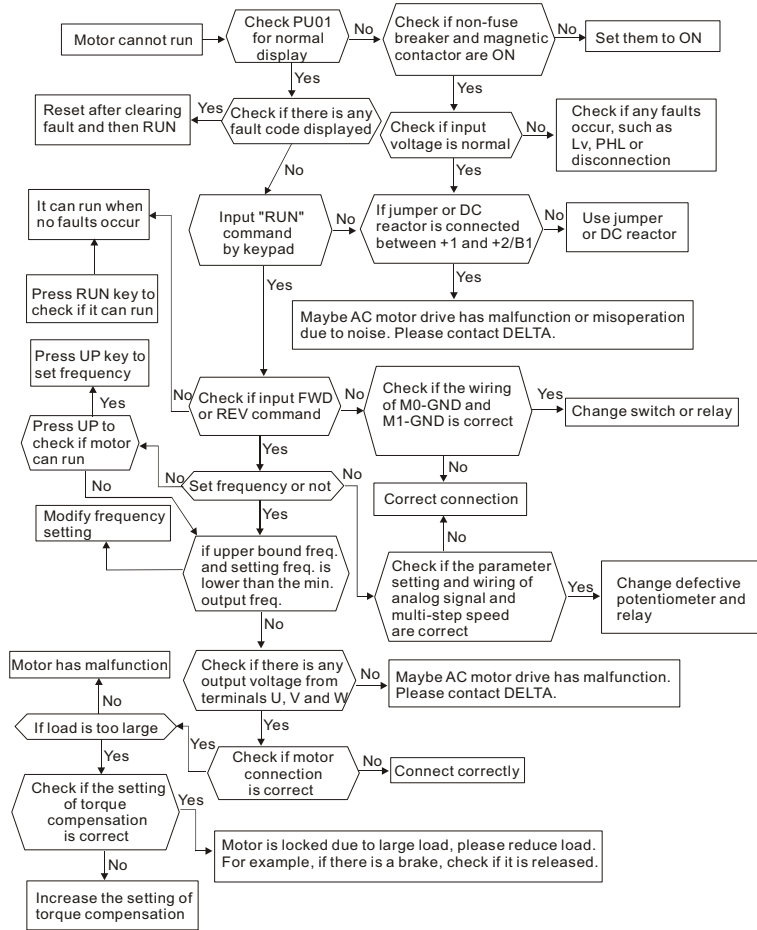 Motor cannot run
Check PU01
for normal
display
No
Check if non-fuse
breaker and magnetic
contactor are ON
No
Set them to ON
Yes
Yes
Reset after clearing
fault and then RUN
Yes
Check if there is any
fault code displayed
Check if input
voltage is normal
No
Check if any faults
occur, such as
Lv, PHL or
disconnection
No
Yes
It can run when
no faults occur
Input "RUN"
command
by keypad
No
If jumper or DC
reactor is connected
between +1 and +2/B1
No
Use jumper
or DC reactor
Press RUN key to
check if it can run
Yes
Yes
Maybe AC motor drive has malfunction or misoperation
due to noise. Please contact DELTA.
Press UP key to
set frequency
No
Check if input FWD
or REV command
No
Check if the wiring
of M0-GND and
M1-GND is correct
Yes
Change switch or relay
Yes
Press UP to
check if motor
can run
Yes
No
No
Set frequency or not
No
No
Correct connection
Modify frequency
setting
Yes
No
if upper bound freq.
and setting freq. is
lower than the min.
output freq.
Check if the parameter
setting and wiring of
analog signal and
multi-step speed
are correct
Yes
Change defective
potentiometer and
relay
No
Motor has malfunction
Check if there is any
output voltage from
terminals U, V and W
No
Maybe AC motor drive has malfunction.
Please contact DELTA.
No
If load is too large
Yes
Yes
Check if motor
connection
is correct
No
Connect correctly
Yes
Check if the setting
of torque
compensation
is correct
Yes
Motor is locked due to large load, please reduce load.
For example, if there is a brake, check if it is released.
No
Increase the setting of
torque compensation